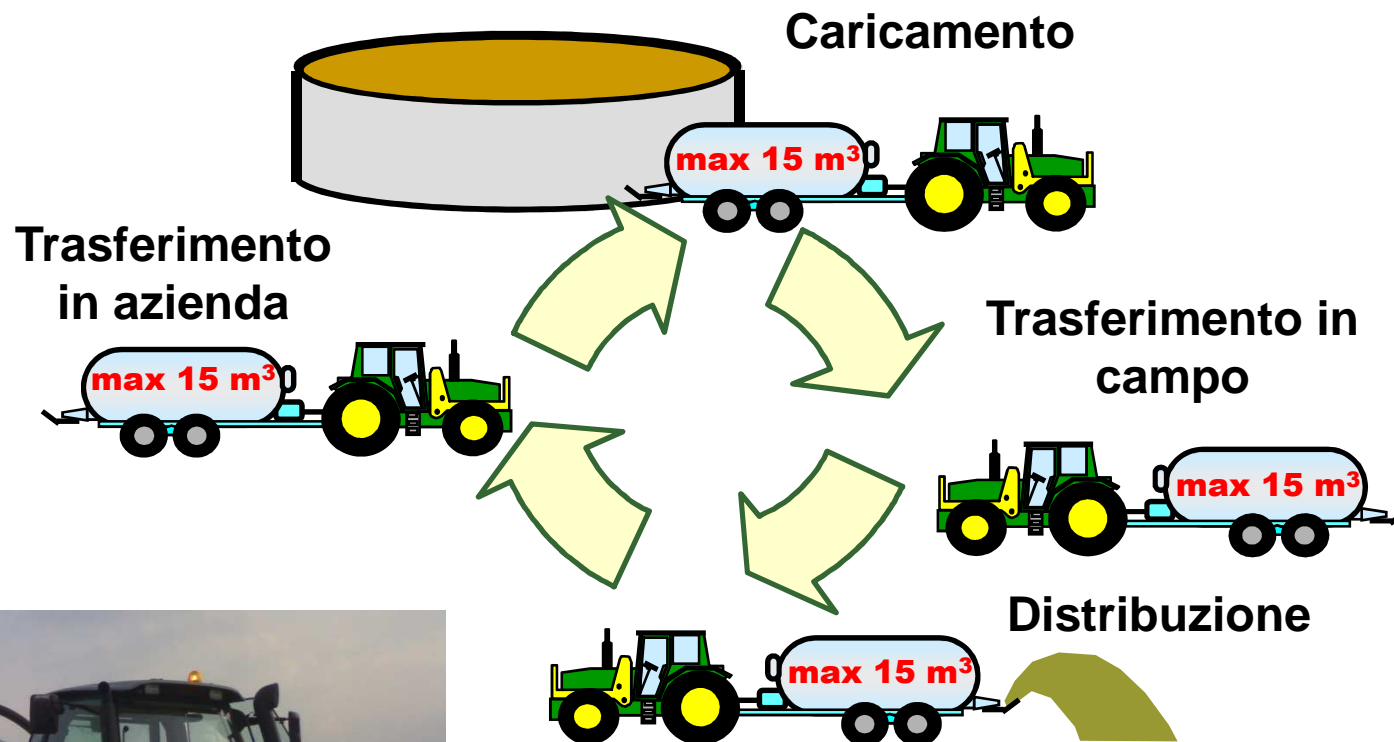 Caricamento
max 15 m³
Trasferimento
in azienda
max 15 m³
Trasferimento in
campo
max 15 m³
Distribuzione
max 15 m³